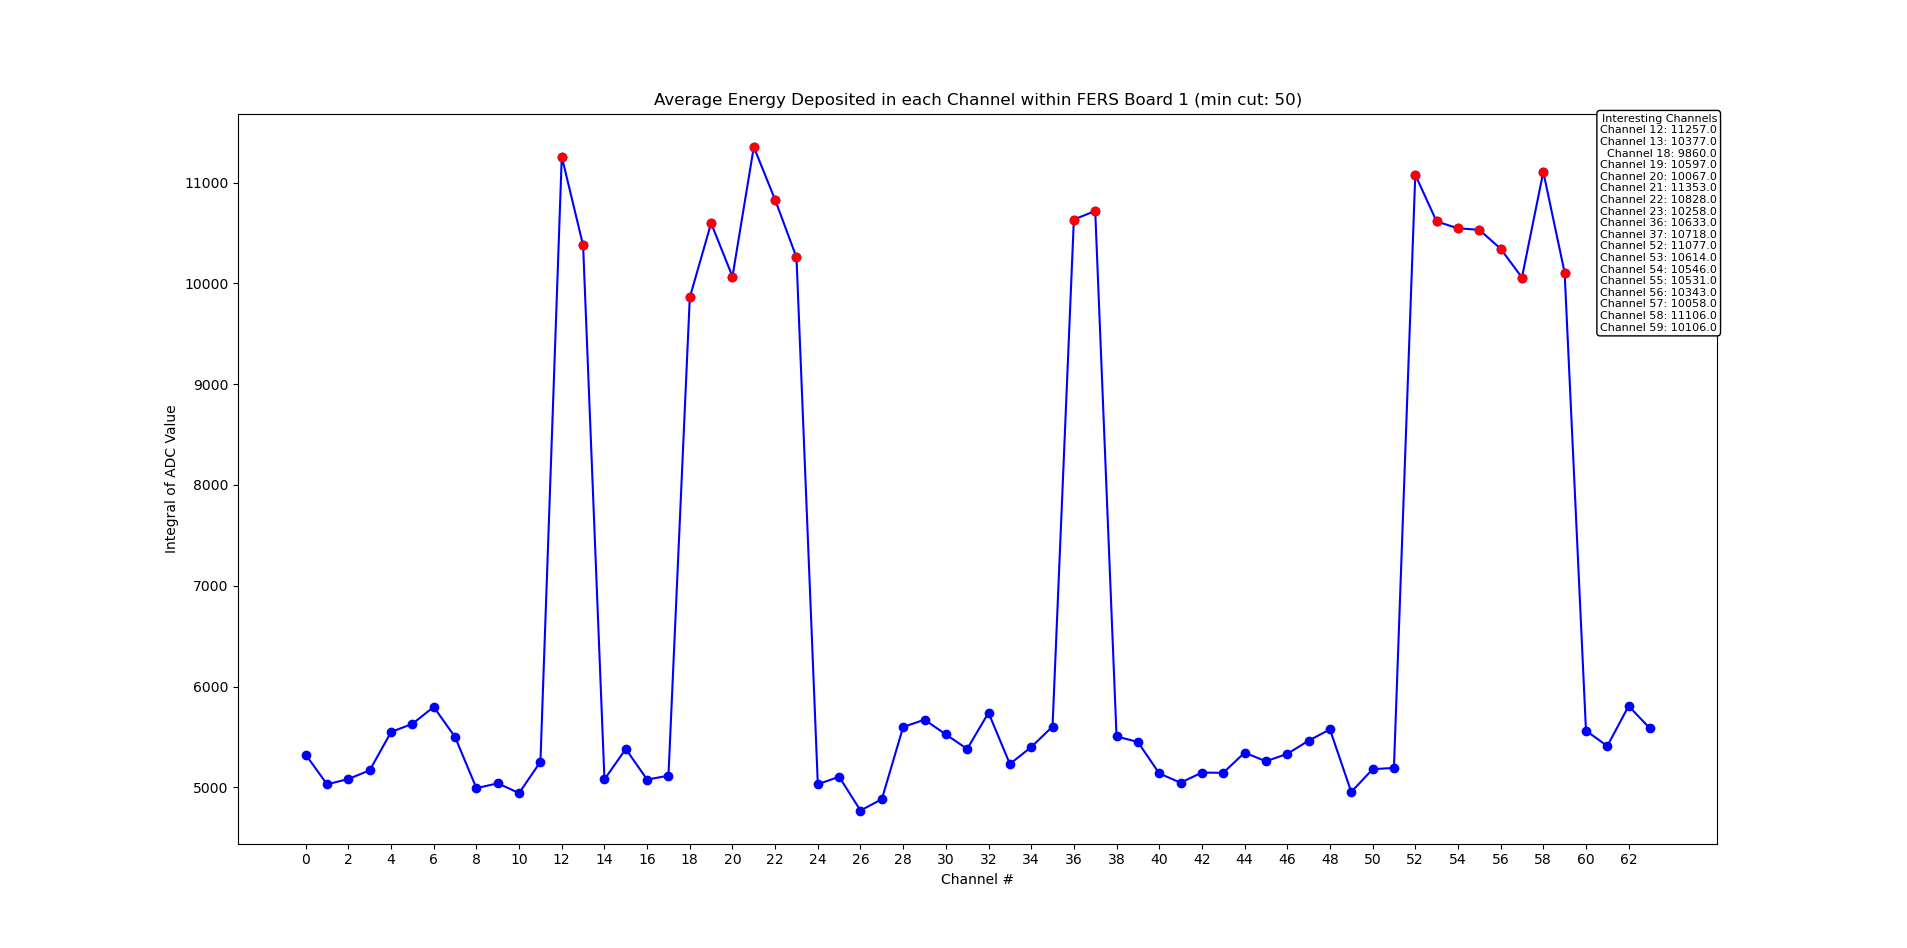 Average Energy Deposited in each Channel within FERS Board 1 (min cut: 50)
Interesting Channels
Channel 12: 11257.0
Channel 13: 10377.0
Channel 18: 9860.0
Channel 19: 10597.0
Channel 20: 10067.0
Channel 21: 11353.0
Channel 22: 10828.0
Channel 23: 10258.0
Channel 36: 10633.0
Channel 37: 10718.0
Channel 52: 11077.0
Channel 53: 10614.0
Channel 54: 10546.0
Channel 55: 10531.0
Channel 56: 10343.0
Channel 57: 10058.0
Channel 58: 11106.0
Channel 59: 10106.0
Integral of ADC Value
11000
10000
9000
8000
7000
6000
5000
0 2 4 6 8 10 12 14 16 18 20 22 24 26 28 30 32 34 36 38 40 42 44 46 48 50 52 54 56 58 60 62
Channel #